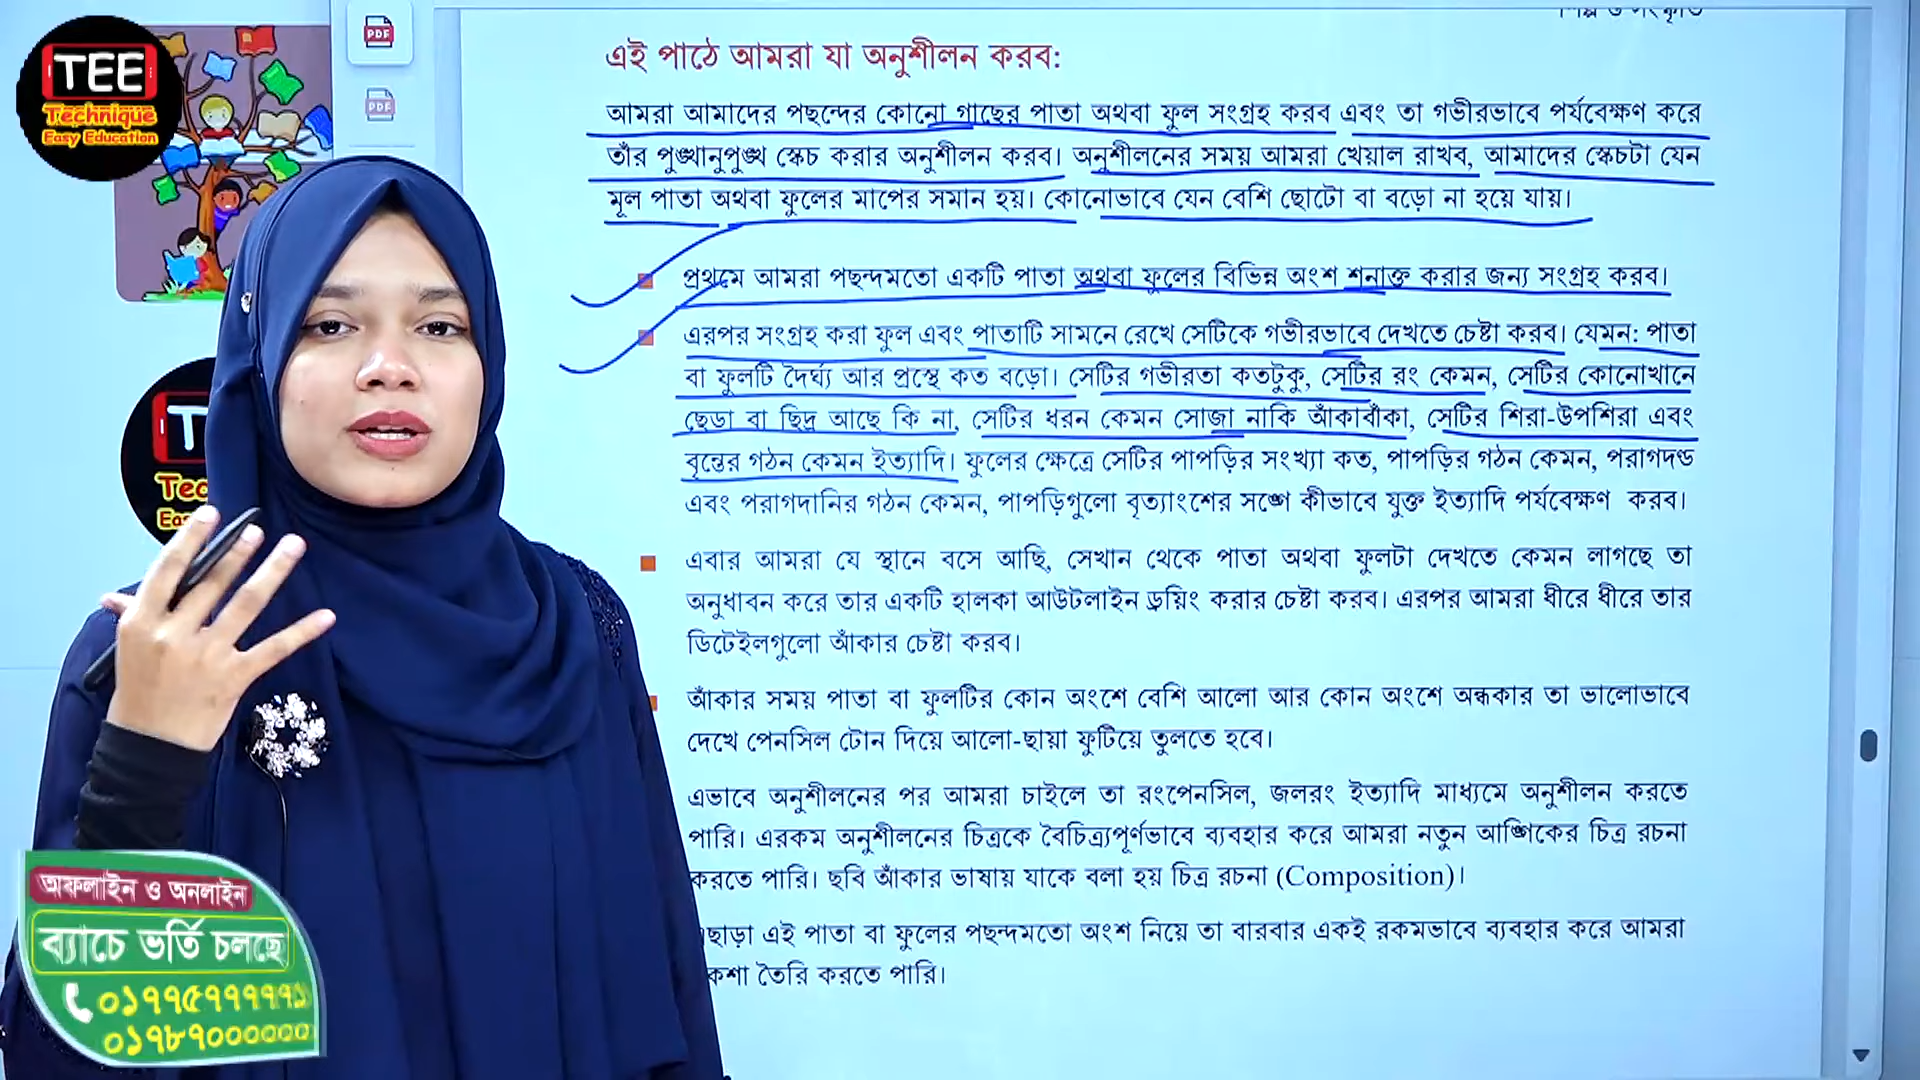 TEE
Technique
Easy Education
PDF
PDF
শিল্প ও সংস্কৃতি
এই পাঠে আমরা যা অনুশীলন করব:
আমরা আমাদের পছন্দের কোনো গাছের পাতা অথবা ফুল সংগ্রহ করব এবং তা গভীরভাবে পর্যবেক্ষণ করে
তাঁর পুঙ্খানুপুঙ্খ স্কেচ করার অনুশীলন করব। অনুশীলনের সময় আমরা খেয়াল রাখব, আমাদের স্কেচটা যেন
মূল পাতা অথবা ফুলের মাপের সমান হয়। কোনোভাবে যেন বেশি ছোটো বা বড়ো না হয়ে যায়।
প্রথমে আমরা পছন্দমতো একটি পাতা অথবা ফুলের বিভিন্ন অংশ শনাক্ত করার জন্য সংগ্রহ করব।
এরপর সংগ্রহ করা ফুল এবং পাতাটি সামনে রেখে সেটিকে গভীরভাবে দেখতে চেষ্টা করব। যেমন: পাতা
বা ফুলটি দৈর্ঘ্য আর প্রস্থে কত বড়ো। সেটির গভীরতা কতটুকু, সেটির রং কেমন, সেটির কোনোখানে
ছেড়া বা ছিদ্র আছে কি না, সেটির ধরন কেমন সোজা নাকি আঁকাবাঁকা, সেটির শিরা-উপশিরা এবং
বৃন্তের গঠন কেমন ইত্যাদি। ফুলের ক্ষেত্রে সেটির পাপড়ির সংখ্যা কত, পাপড়ির গঠন কেমন, পরাগদন্ড
এবং পরাগদানির গঠন কেমন, পাপড়িগুলো বৃত্যাংশের সঙ্গে কীভাবে যুক্ত ইত্যাদি পর্যবেক্ষণ করব।
এবার আমরা যে স্থানে বসে আছি, সেখান থেকে পাতা অথবা ফুলটা দেখতে কেমন লাগছে তা
অনুধাবন করে তার একটি হালকা আউটলাইন ড্রয়িং করার চেষ্টা করব। এরপর আমরা ধীরে ধীরে তার
ডিটেইলগুলো আঁকার চেষ্টা করব।
আঁকার সময় পাতা বা ফুলটির কোন অংশে বেশি আলো আর কোন অংশে অন্ধকার তা ভালোভাবে
দেখে পেনসিল টোন দিয়ে আলো-ছায়া ফুটিয়ে তুলতে হবে।
এভাবে অনুশীলনের পর আমরা চাইলে তা রংপেনসিল, জলরং ইত্যাদি মাধ্যমে অনুশীলন করতে
পারি। এরকম অনুশীলনের চিত্রকে বৈচিত্র্যপূর্ণভাবে ব্যবহার করে আমরা নতুন আঙ্গিকের চিত্র রচনা
করতে পারি। ছবি আঁকার ভাষায় যাকে বলা হয় চিত্র রচনা (Composition)।
এই পাতা বা ফুলের পছন্দমতো অংশ নিয়ে তা বারবার একই রকমভাবে ব্যবহার করে আমরা
তৈরি করতে পারি।
অফলাইন ও অনলাইন
ব্যাচে ভর্তি চলছে